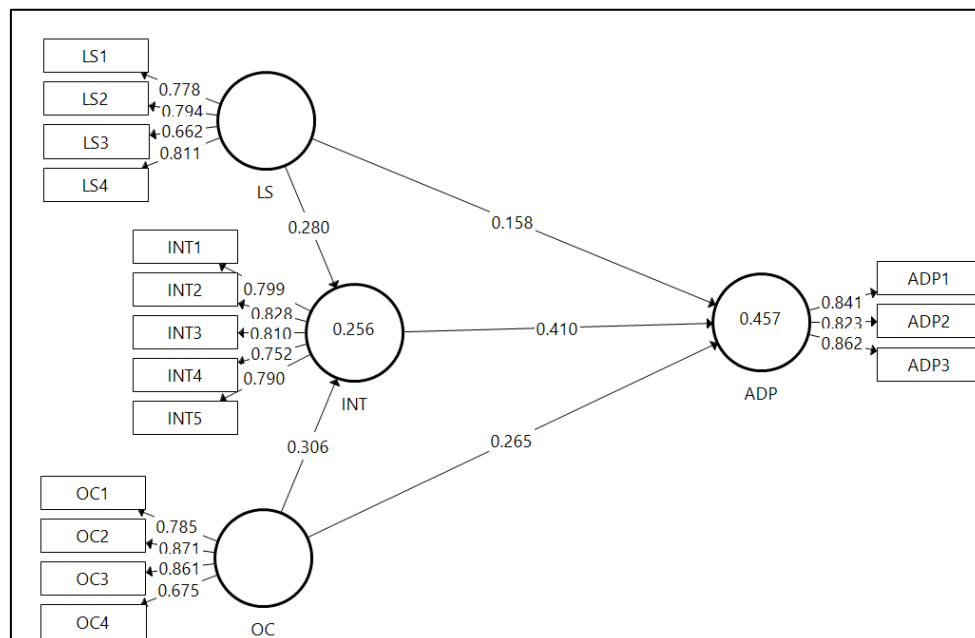 LS1
LS2
LS3
LS4
0.778
0.794
0.662
0.811
LS
0.280
0.158
INT1
INT2
INT3
INT4
INT5
0.799
0.828
0.810
0.752
0.790
0.256
INT
0.410
0.457
ADP
0.841
0.823
0.862
ADP1
ADP2
ADP3
0.306
0.265
OC1
OC2
OC3
OC4
0.785
0.871
0.861
0.675
OC